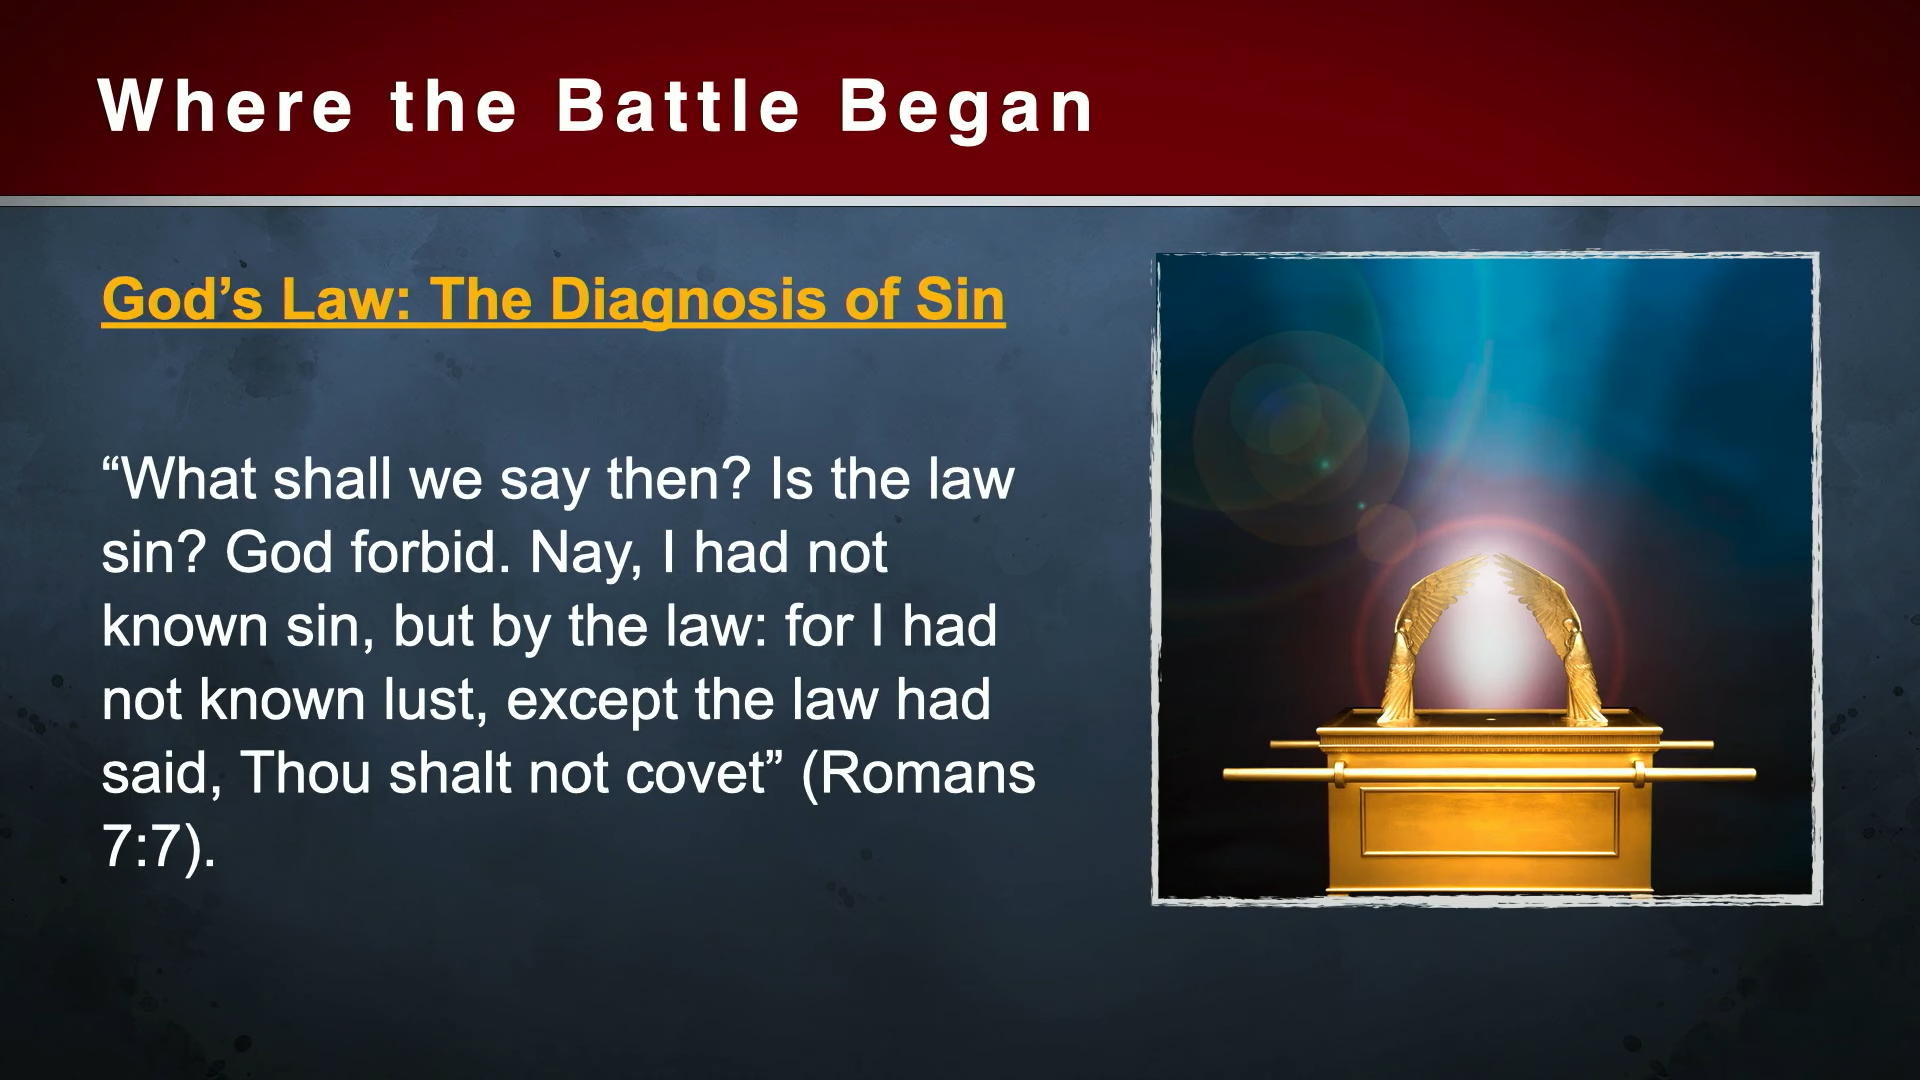 Where the Battle Began
God’s Law: The Diagnosis of Sin
“What shall we say then? Is the law
sin? God forbid. Nay, I had not
known sin, but by the law: for I had
not known lust, except the law had
said, Thou shalt not covet” (Romans
7:7).